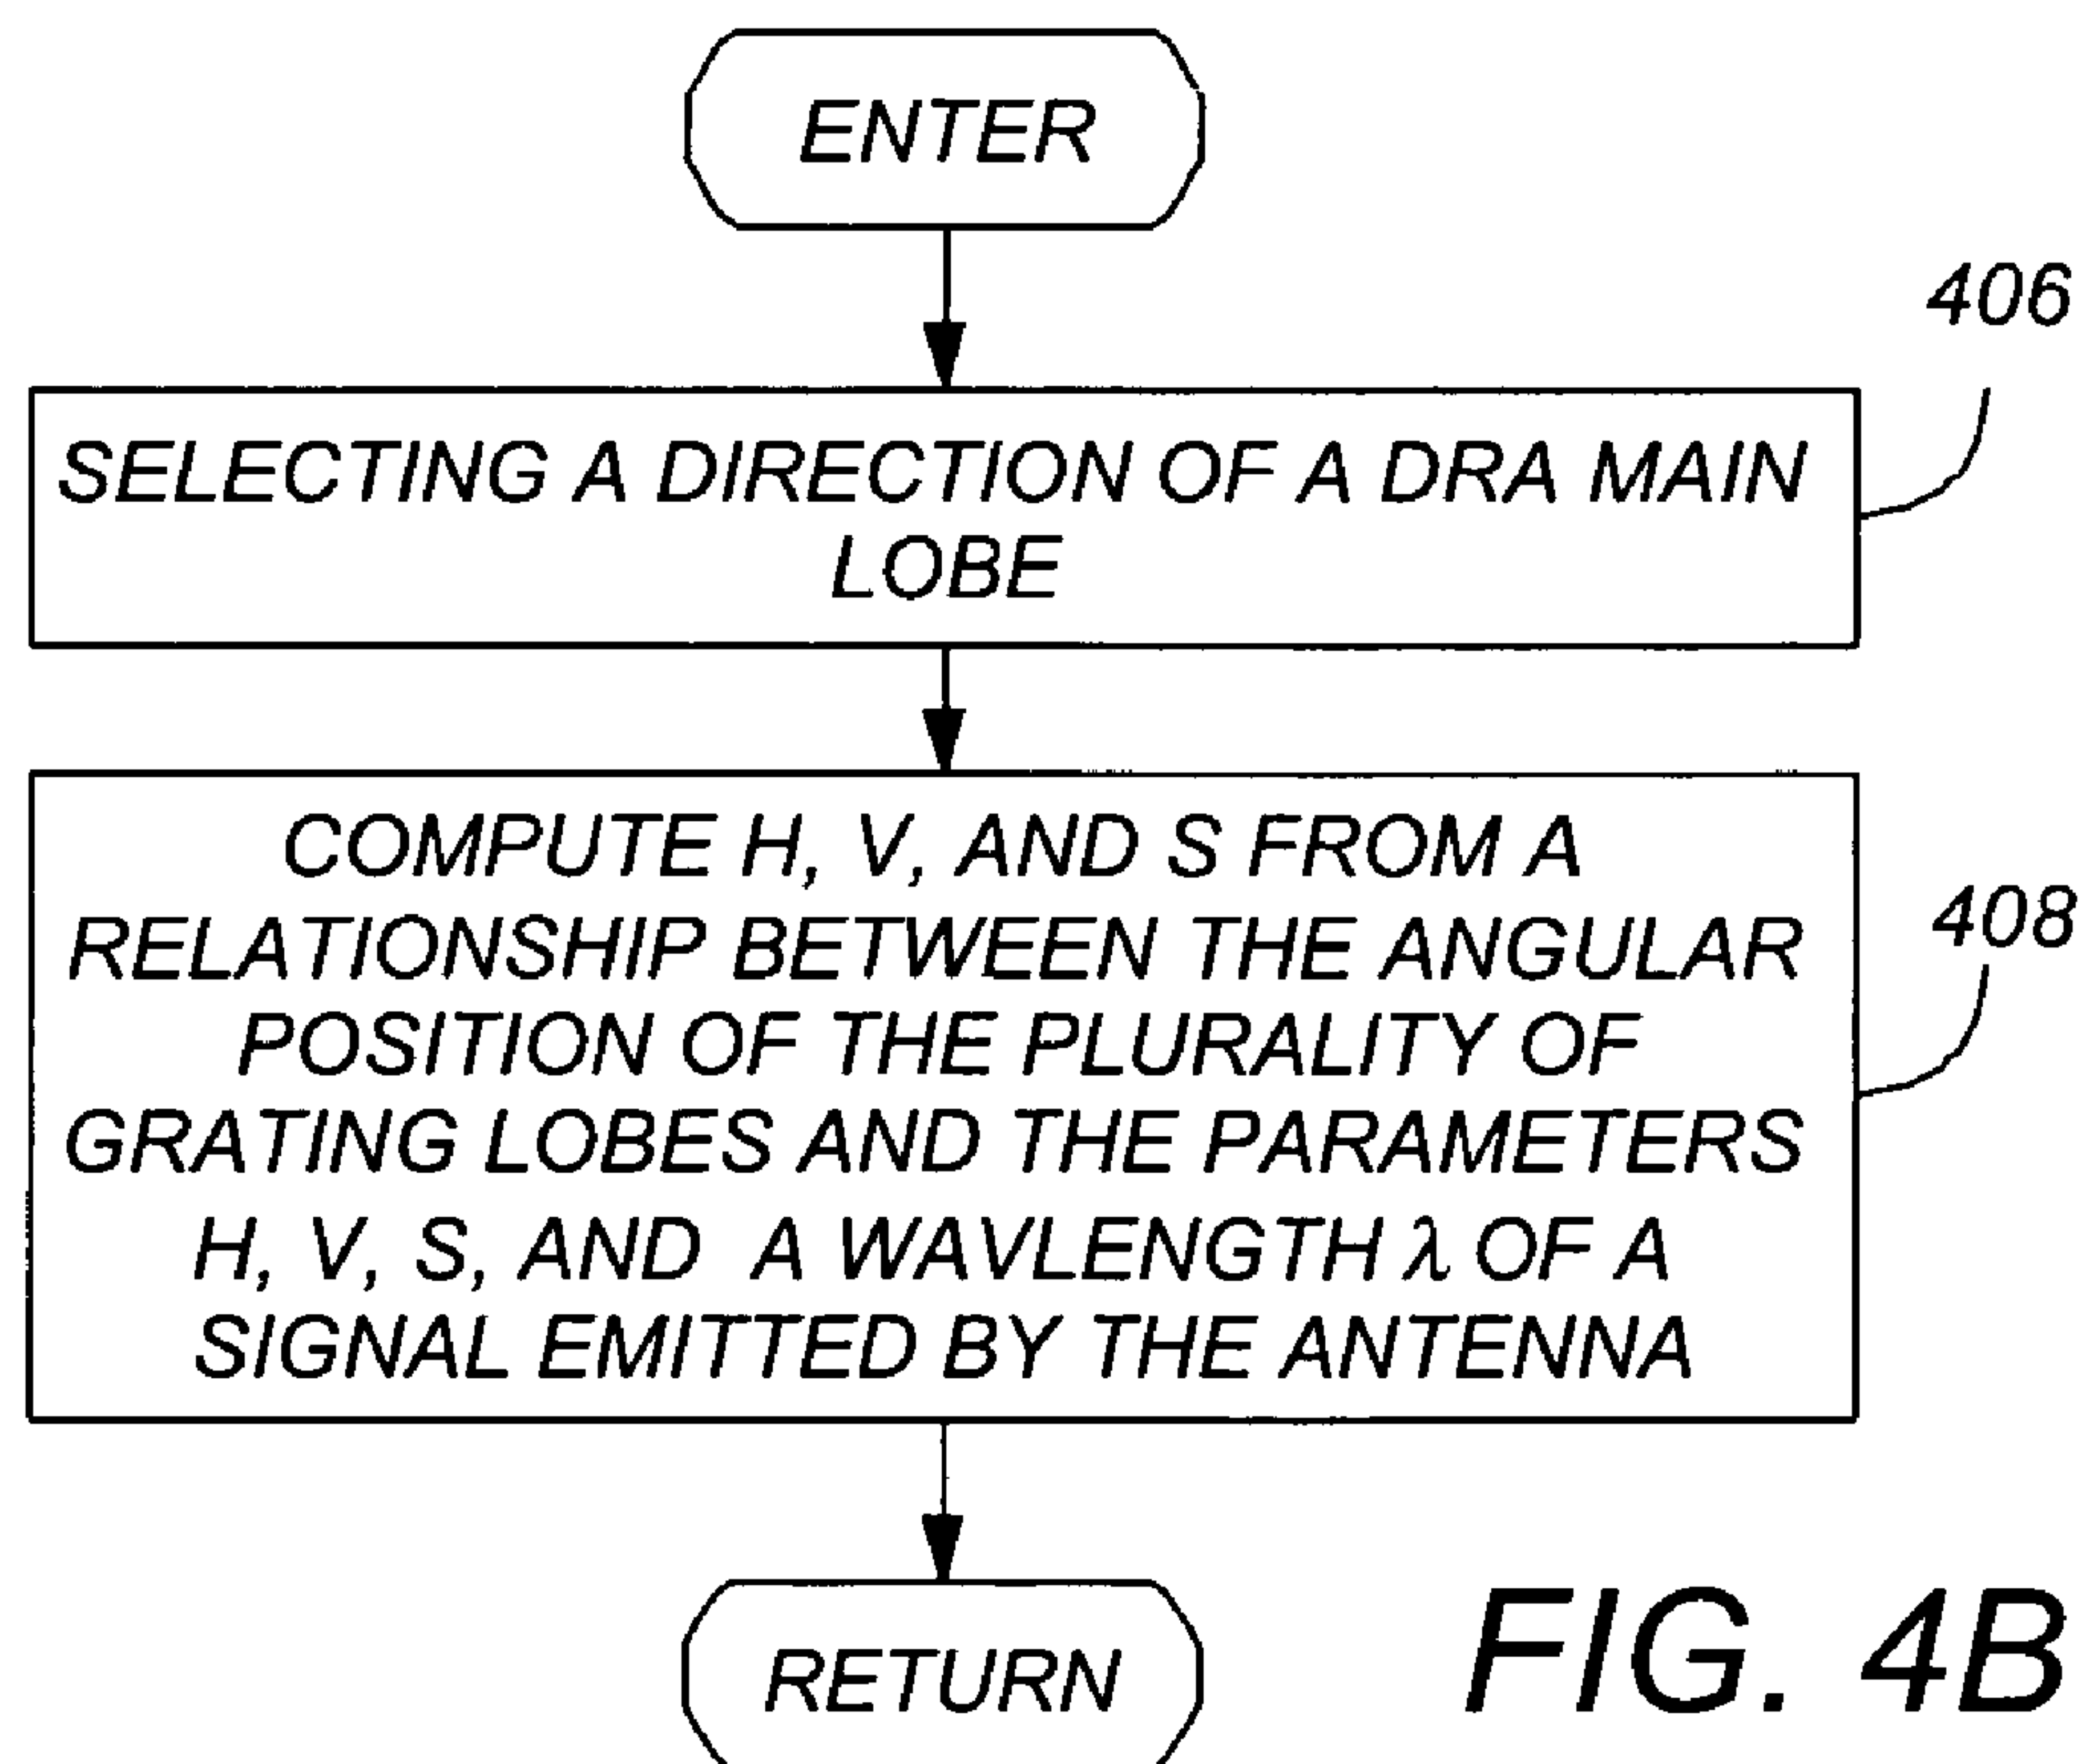 ENTER
406
SELECTING A DIRECTION OF A DRA MAIN
LOBE
COMPUTE H, V, AND S FROM A
RELATIONSHIP BETWEEN THE ANGULAR
POSITION OF THE PLURALITY OF
GRATING LOBES AND THE PARAMETERS
H, V, S, AND A WAVLENGTH λ OF A
SIGNAL EMITTED BY THE ANTENNA
408
RETURN
FIG. 4B